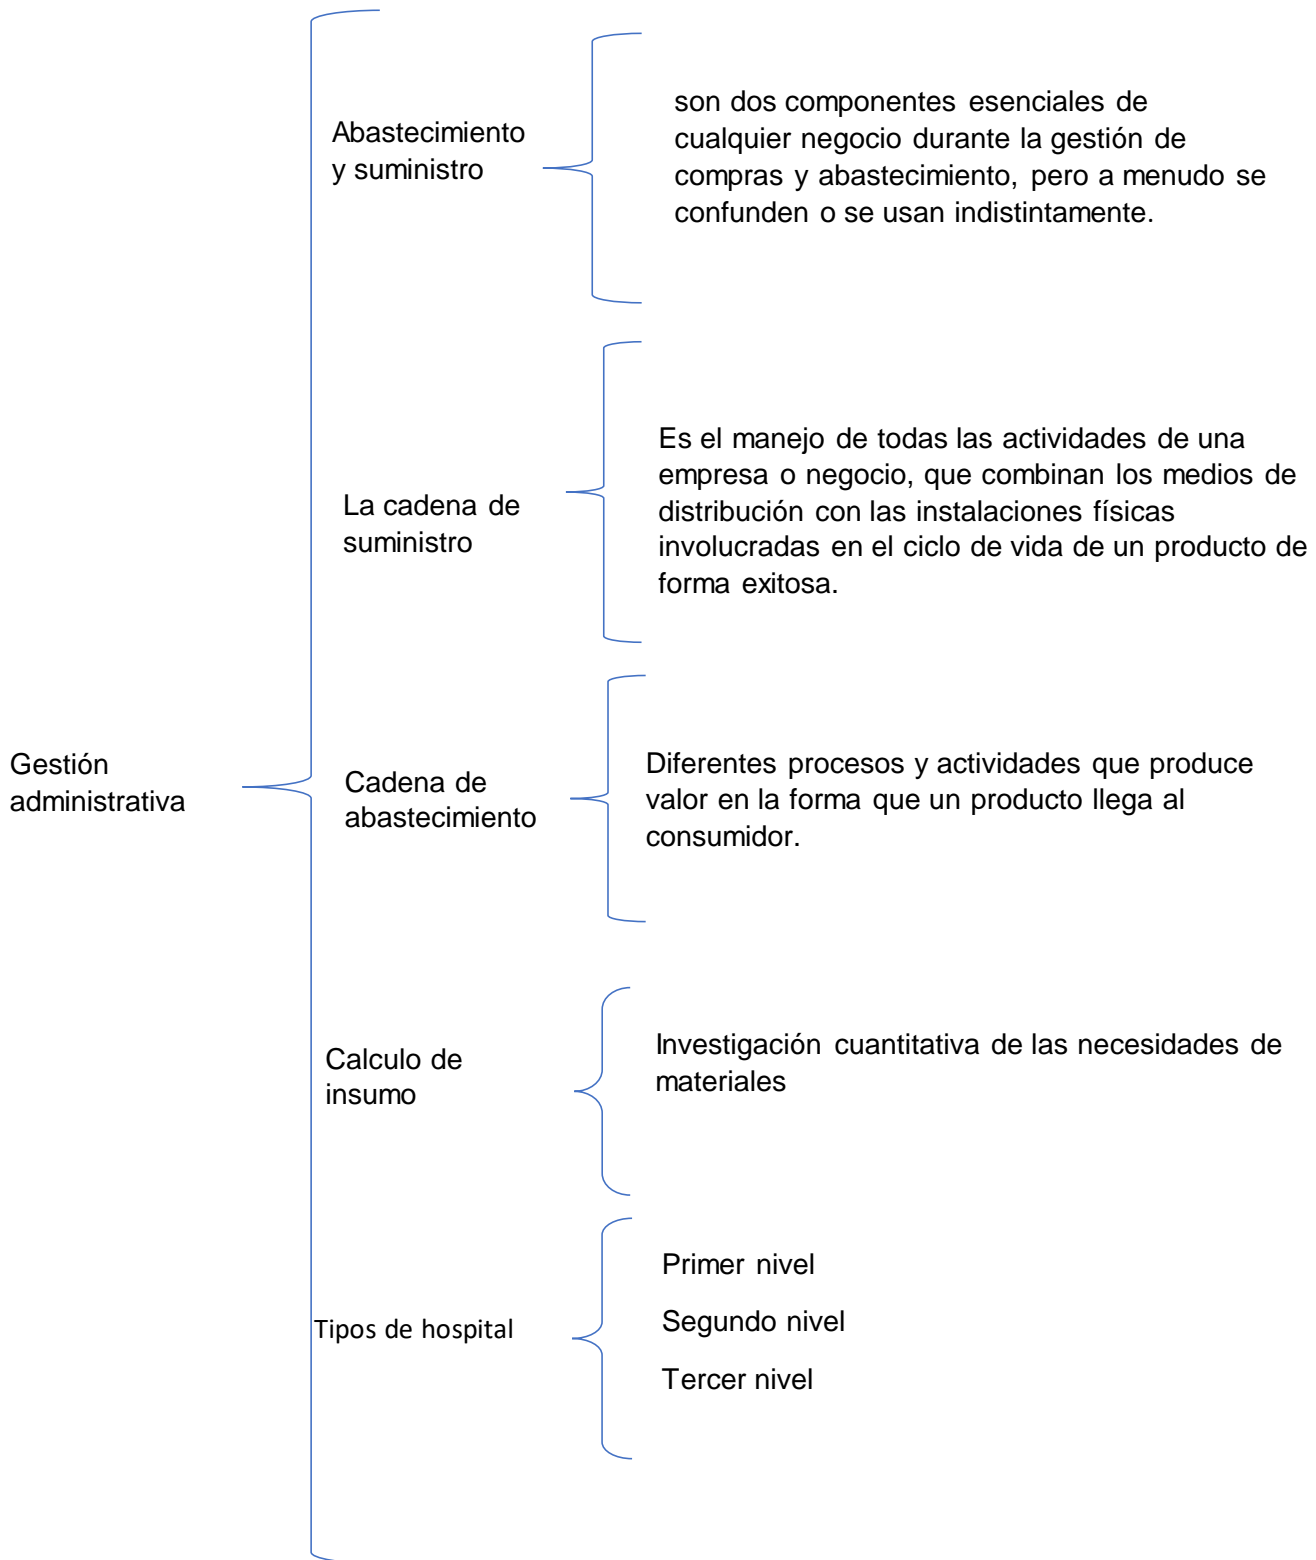 Gestión
administrativa
Abastecimiento
y suministro
son dos componentes esenciales de
cualquier negocio durante la gestión de
compras y abastecimiento, pero a menudo se
confunden o se usan indistintamente.
La cadena de
suministro
Es el manejo de todas las actividades de una
empresa o negocio, que combinan los medios de
distribución con las instalaciones físicas
involucradas en el ciclo de vida de un producto de
forma exitosa.
Cadena de
abastecimiento
Diferentes procesos y actividades que produce
valor en la forma que un producto llega al
consumidor.
Calculo de
insumo
Investigación cuantitativa de las necesidades de
materiales
Tipos de hospital
Primer nivel
Segundo nivel
Tercer nivel